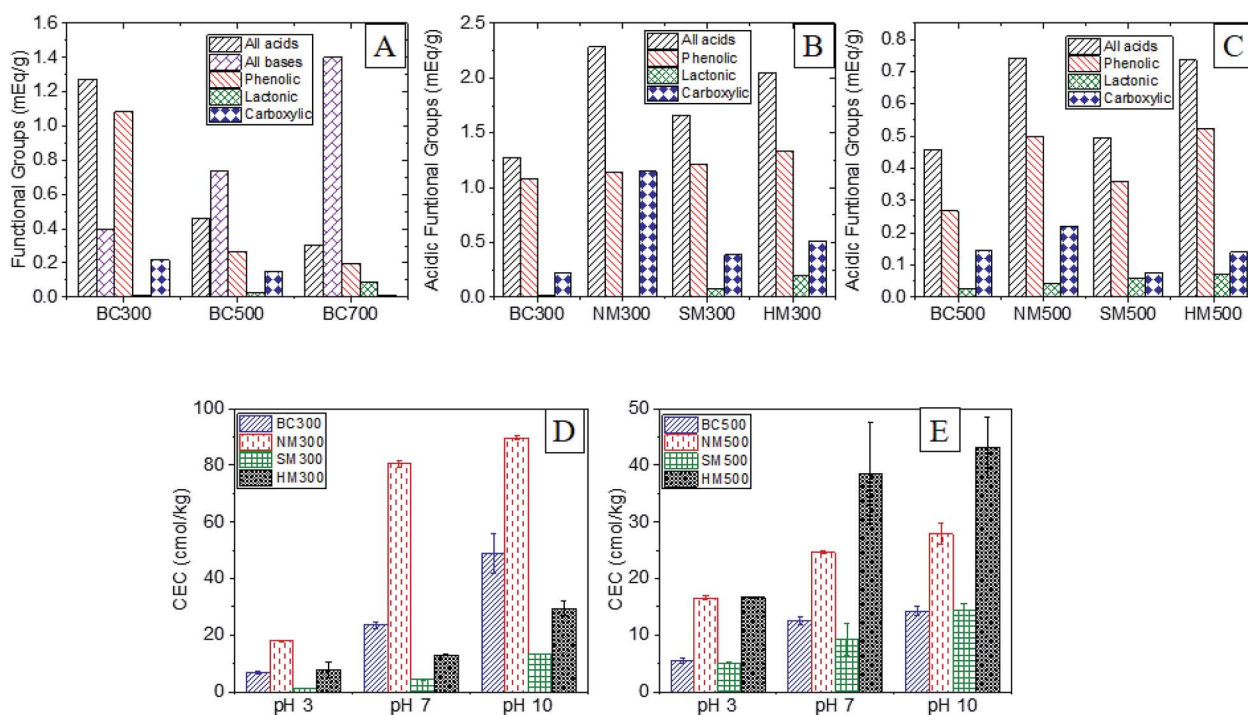 Functional Groups (mEq/g)
1.6
1.4
1.2
1.0
0.8
0.6
0.4
0.2
0.0
All acids
All bases
Phenolic
Lactonic
Carboxylic
A
BC300
BC500
BC700
Acidic Funtional Groups (mEq/g)
2.5
2.0
1.5
1.0
0.5
0.0
All acids
Phenolic
Lactonic
Carboxylic
B
BC300
NM300
SM300
HM300
Acidic Functional Groups (mEq/g)
0.8
0.7
0.6
0.5
0.4
0.3
0.2
0.1
0.0
All acids
Phenolic
Lactonic
Carboxylic
C
BC500
NM500
SM500
HM500
CEC (cmol/kg)
100
80
60
40
20
0
BC300
NM300
SM300
HM300
D
pH 3
pH 7
pH 10
CEC (cmol/kg)
50
40
30
20
10
0
BC500
NM500
SM500
HM500
E
pH 3
pH 7
pH 10